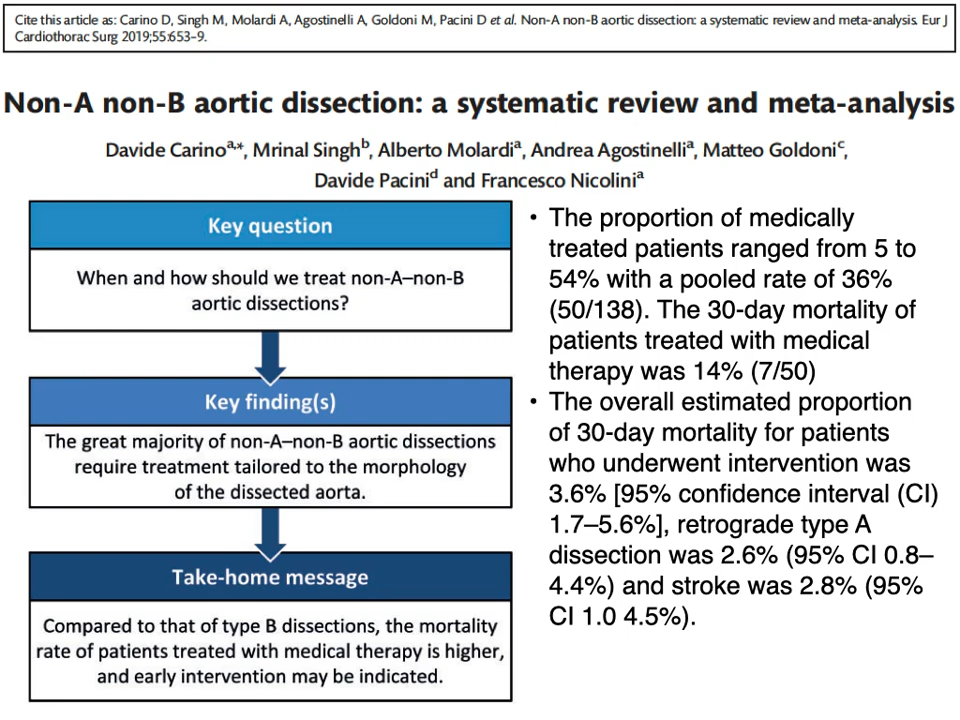 Cite this article as: Carino D, Singh M, Molardi A, Agostinelli A, Goldoni M, Pacini D et al. Non-A non-B aortic dissection: a systematic review and meta-analysis. Eur J
Cardiothorac Surg 2019;55:653–9.
Non-A non-B aortic dissection: a systematic review and meta-analysis
Davide Carinoa,*, Mrinal Singhb, Alberto Molardia, Andrea Agostinellia, Matteo Goldonic,
Davide Pacinid and Francesco Nicolinia
Key question
When and how should we treat non-A–non-B
aortic dissections?
Key finding(s)
The great majority of non-A–non-B aortic dissections
require treatment tailored to the morphology
of the dissected aorta.
Take-home message
Compared to that of type B dissections, the mortality
rate of patients treated with medical therapy is higher,
and early intervention may be indicated.
• The proportion of medically
treated patients ranged from 5 to
54% with a pooled rate of 36%
(50/138). The 30-day mortality of
patients treated with medical
therapy was 14% (7/50)
• The overall estimated proportion
of 30-day mortality for patients
who underwent intervention was
3.6% [95% confidence interval (CI)
1.7–5.6%], retrograde type A
dissection was 2.6% (95% CI 0.8–
4.4%) and stroke was 2.8% (95%
CI 1.0 4.5%).